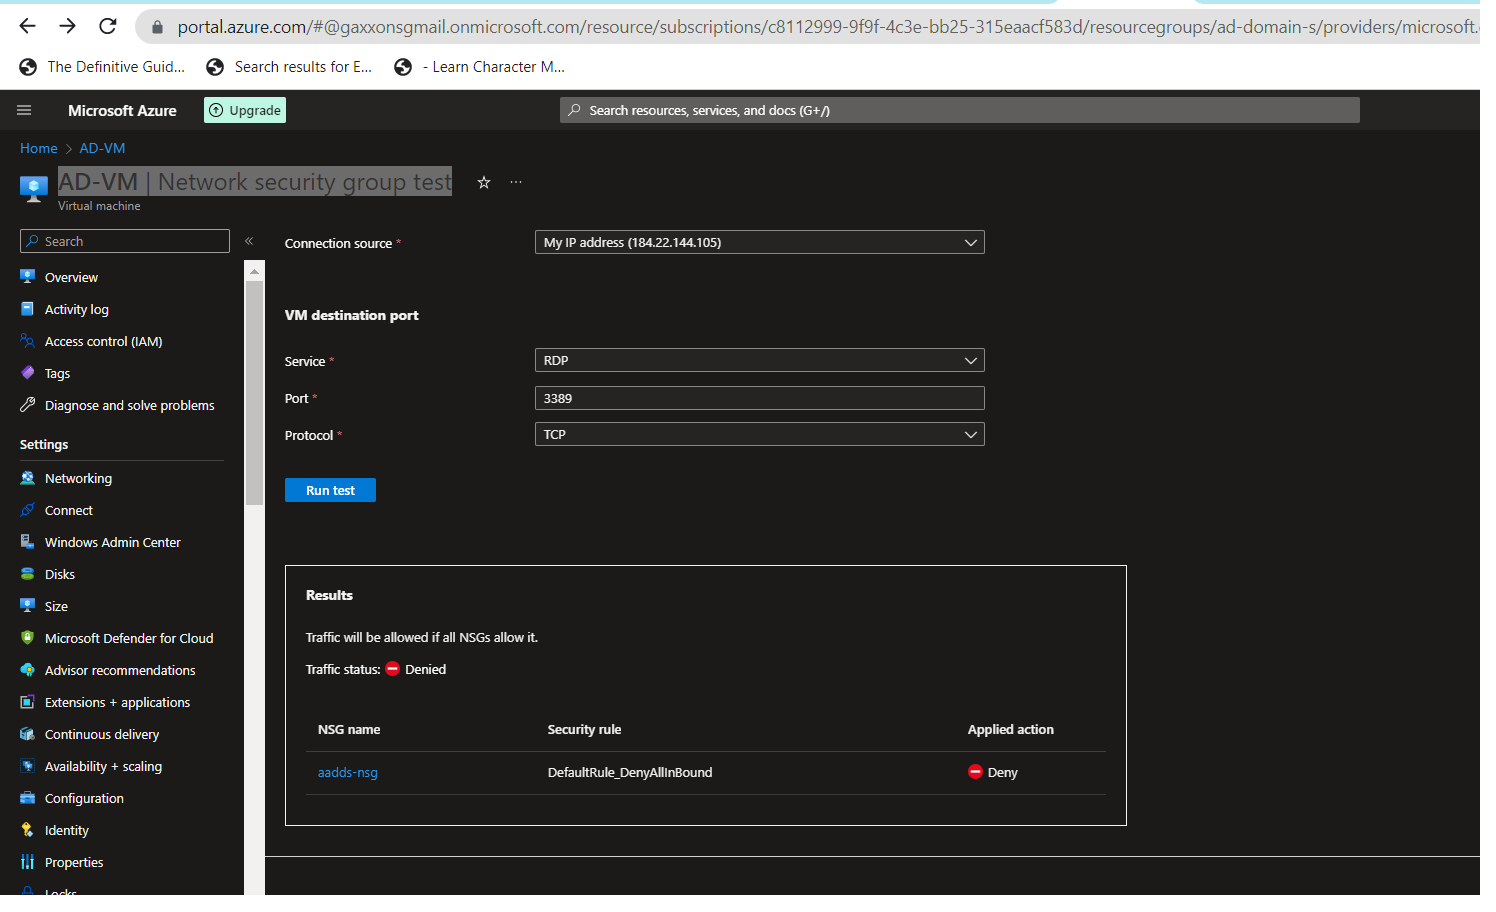 portal.azure.com/#@gaxxonsgmail.onmicrosoft.com/resource/subscriptions/c8112999-9f9f-4c3e-bb25-315eaacf583d/resourcegroups/ad-domain-s/providers/microsoft.
The Definitive Guid... Search results for E... - Learn Character M...
Microsoft Azure Upgrade Search resources, services, and docs (G+/)
Home > AD-VM
AD-VM | Network security group test ...
Virtual machine
Search «
Overview
Activity log
Access control (IAM)
Tags
Diagnose and solve problems
Settings
Networking
Connect
Windows Admin Center
Disks
Size
Microsoft Defender for Cloud
Advisor recommendations
Extensions + applications
Continuous delivery
Availability + scaling
Configuration
Identity
Properties
Locks
Connection source * My IP address (184.22.144.105)
VM destination port
Service * RDP
Port * 3389
Protocol * TCP
Run test
Results
Traffic will be allowed if all NSGs allow it.
Traffic status: Denied
NSG name Security rule Applied action
aadds-nsg DefaultRule_DenyAllInBound Deny